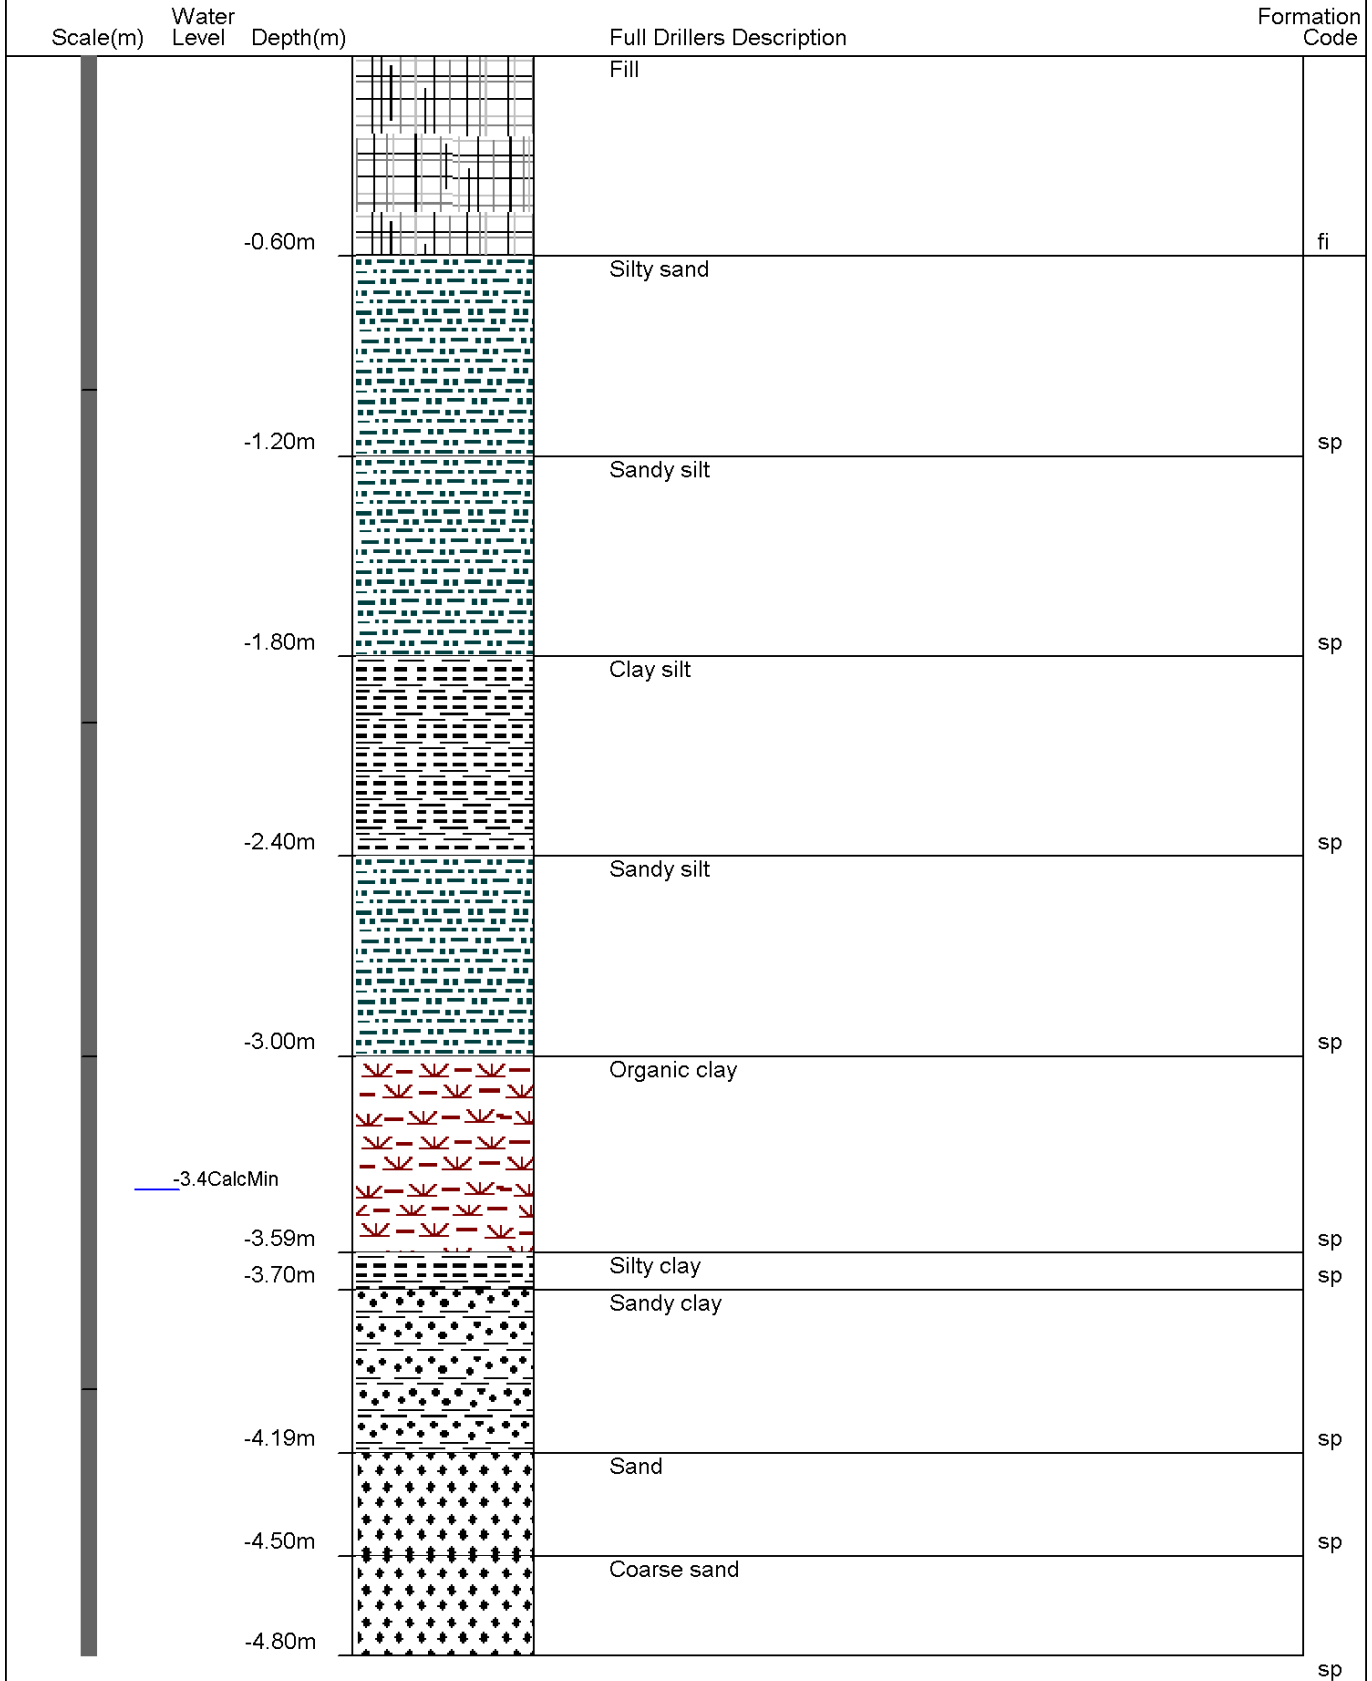 Water Formation
Scale(m) Level Depth(m) Full Drillers Description Code
Fill
-0.60m fi
Silty sand
-1.20m sp
Sandy silt
-1.80m sp
Clay silt
-2.40m sp
Sandy silt
-3.00m sp
Organic clay
-3.4CalcMin
-3.59m sp
Silty clay
-3.70m sp
Sandy clay
-4.19m sp
Sand
-4.50m sp
Coarse sand
-4.80m
sp